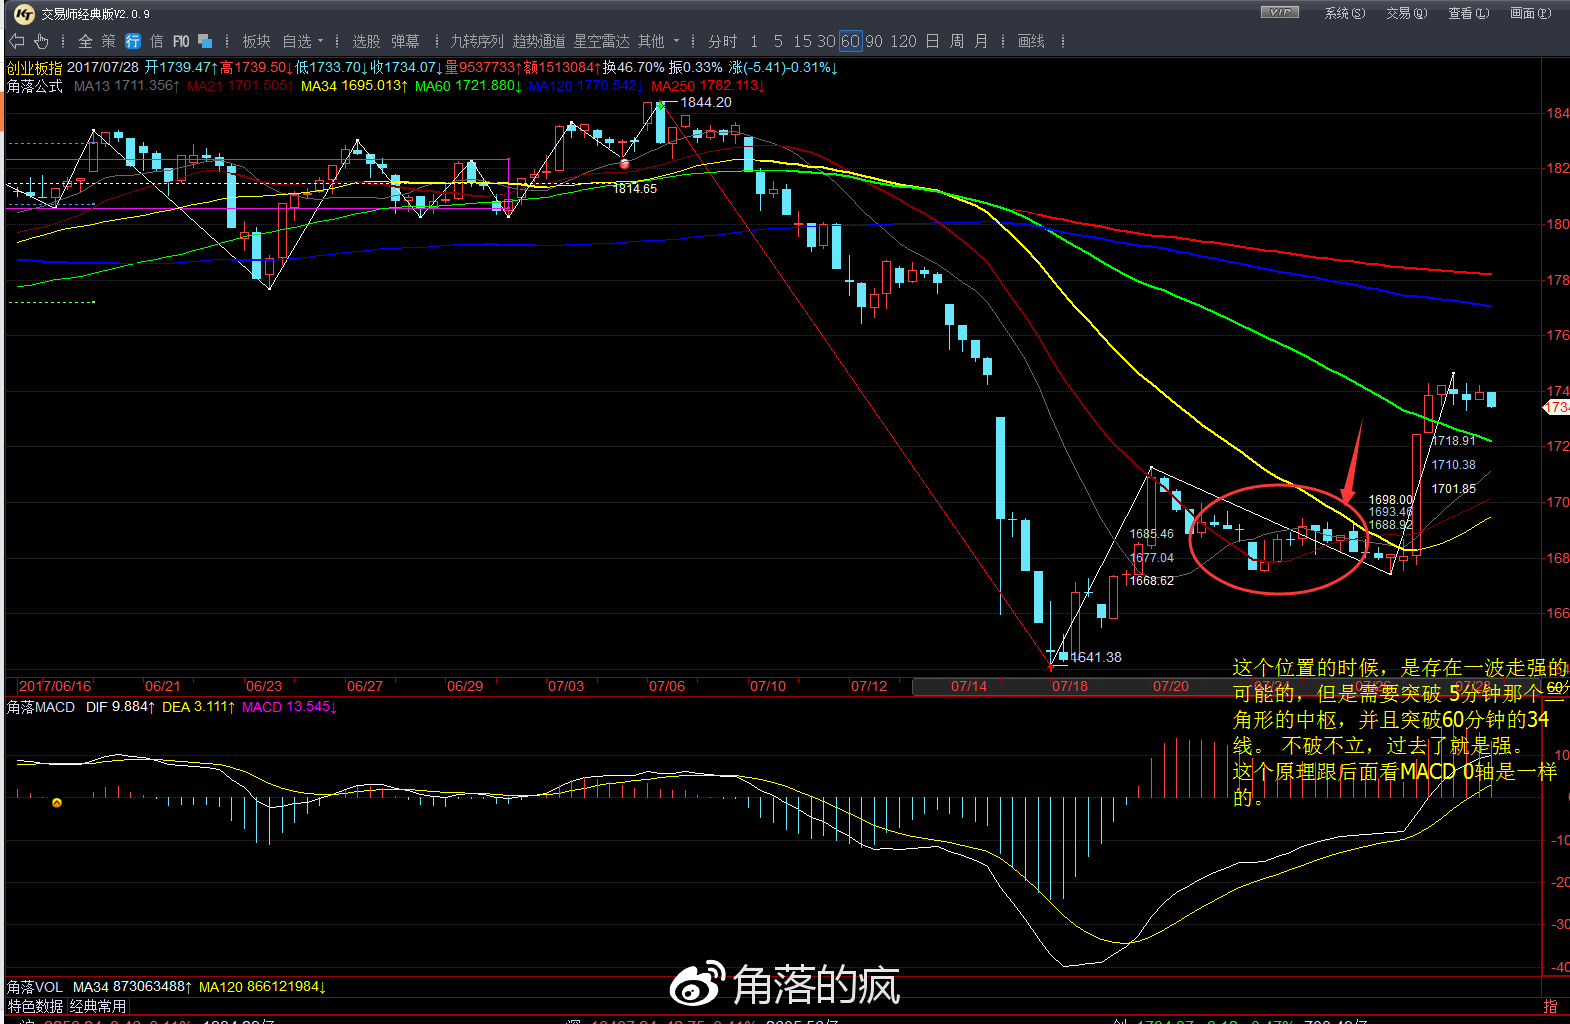 交易师经典版V2.0.9
VIP 系统(S) 交易(Q) 查看(L) 画面(P)
全 策 行 信 F10 板块 自选 选股 弹幕 九转序列 趋势通道 星空雷达 其他 分时 1 5 15 30 60 90 120 日 周 月 画线
创业板指 2017/07/28 开1739.47↑高1739.50↓低1733.70↓收1734.07↓量9537733↑额1513084↑换46.70% 振0.33% 涨(-5.41)-0.31%↓
角落公式 MA13 1711.356↑ MA21 1701.505↑ MA34 1695.013↑ MA60 1721.880↓ MA120 1770.542↓ MA250 1782.113↓
1844.20
184
182
1814.65
180
178
176
174
1734
172
1718.91
1710.38
1701.85
170
1698.00
1693.46
1688.92
1685.46
1677.04
1668.62
168
166
1641.38
这个位置的时候，是存在一波走强的
可能的，但是需要突破 5分钟那个三
角形的中枢，并且突破60分钟的34
线。 不破不立，过去了就是强。
这个原理跟后面看MACD 0轴是一样
的。
2017/06/16 06/21 06/23 06/27 06/29 07/03 07/06 07/10 07/12 07/14 07/18 07/20 07/24 07/26 60分
角落MACD DIF 9.884↑ DEA 3.111↑ MACD 13.545↓
10
0
-10
-20
-30
-40
角落的疯
角落VOL MA34 873063488↑ MA120 866121984↓
特色数据 经典常用 指